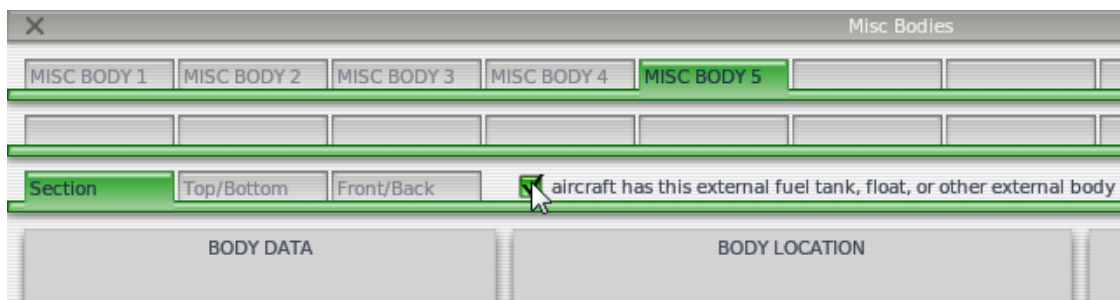 Misc Bodies
MISC BODY 1 MISC BODY 2 MISC BODY 3 MISC BODY 4 MISC BODY 5
Section Top/Bottom Front/Back aircraft has this external fuel tank, float, or other external body
BODY DATA BODY LOCATION